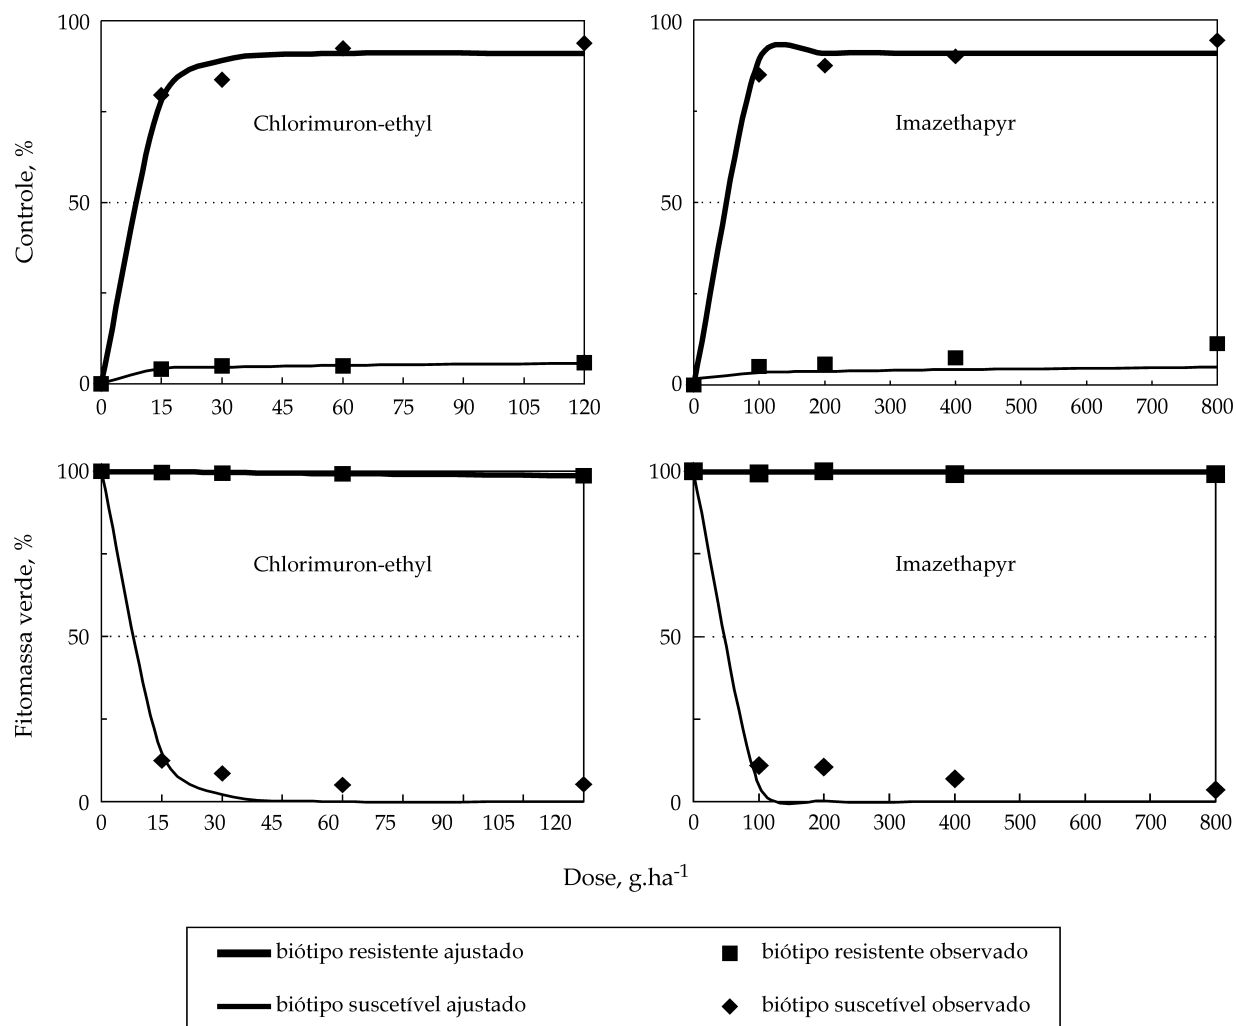 Controle, %
100
50
0
Chlorimuron-ethyl
0 15 30 45 60 75 90 105 120
100
50
0
Imazethapyr
0 100 200 300 400 500 600 700 800
Fitomassa verde, %
100
50
0
Chlorimuron-ethyl
0 15 30 45 60 75 90 105 120
100
50
0
Imazethapyr
0 100 200 300 400 500 600 700 800
Dose, g.ha⁻¹
biótipo resistente ajustado
biótipo resistente observado
biótipo suscetível ajustado
biótipo suscetível observado